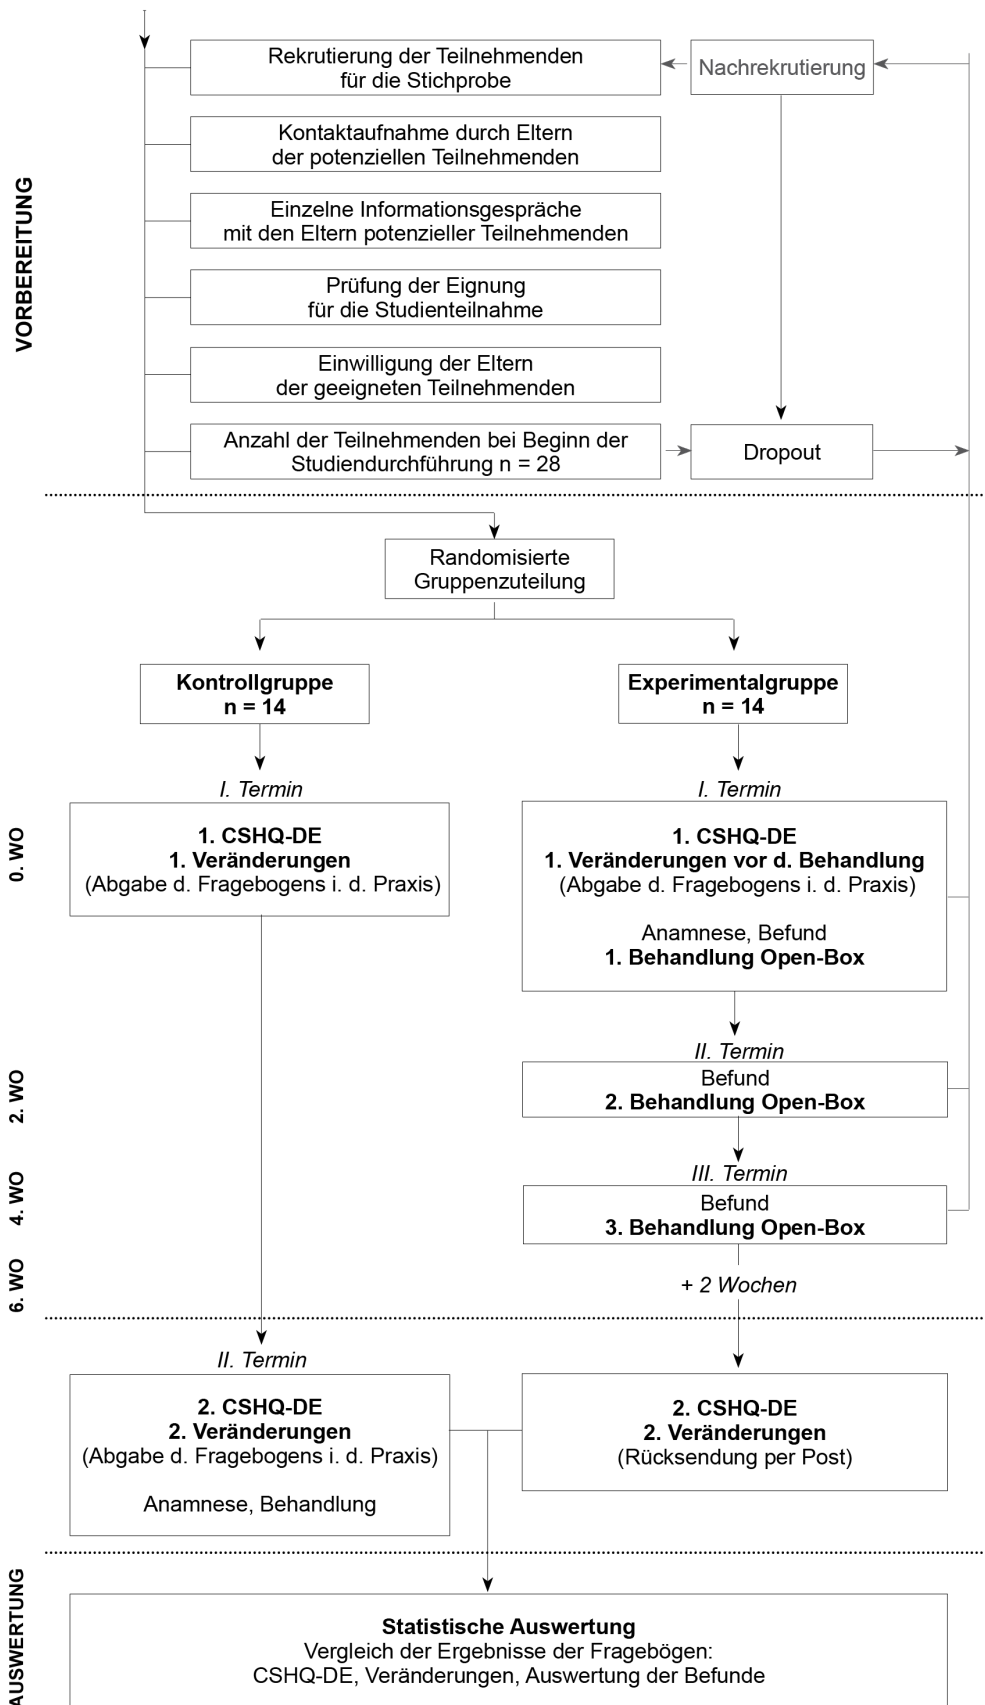 VORBEREITUNG
Rekrutierung der Teilnehmenden
für die Stichprobe
Nachrekrutierung
Kontaktaufnahme durch Eltern
der potenziellen Teilnehmenden
Einzelne Informationsgespräche
mit den Eltern potenzieller Teilnehmenden
Prüfung der Eignung
für die Studienteilnahme
Einwilligung der Eltern
der geeigneten Teilnehmenden
Anzahl der Teilnehmenden bei Beginn der
Studiendurchführung n = 28
Dropout
Randomisierte
Gruppenzuteilung
Kontrollgruppe
n = 14
Experimentalgruppe
n = 14
0. WO
I. Termin
1. CSHQ-DE
1. Veränderungen
(Abgabe d. Fragebogens i. d. Praxis)
I. Termin
1. CSHQ-DE
1. Veränderungen vor d. Behandlung
(Abgabe d. Fragebogens i. d. Praxis)
Anamnese, Befund
1. Behandlung Open-Box
2. WO
II. Termin
Befund
2. Behandlung Open-Box
4. WO
III. Termin
Befund
3. Behandlung Open-Box
6. WO
+ 2 Wochen
II. Termin
2. CSHQ-DE
2. Veränderungen
(Abgabe d. Fragebogens i. d. Praxis)
Anamnese, Behandlung
2. CSHQ-DE
2. Veränderungen
(Rücksendung per Post)
AUSWERTUNG
Statistische Auswertung
Vergleich der Ergebnisse der Fragebögen:
CSHQ-DE, Veränderungen, Auswertung der Befunde